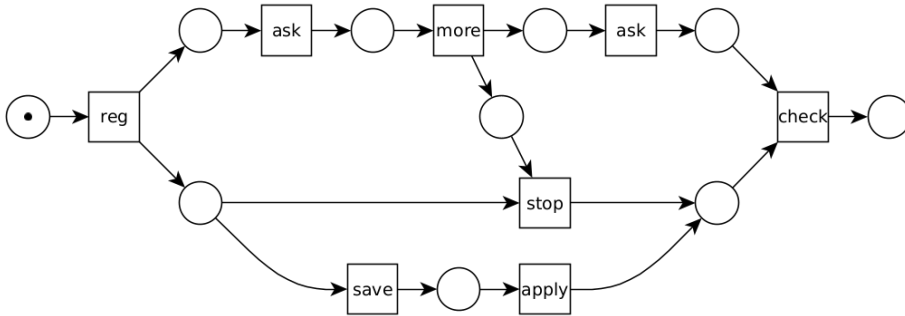 ask
more
ask
reg
check
stop
save
apply